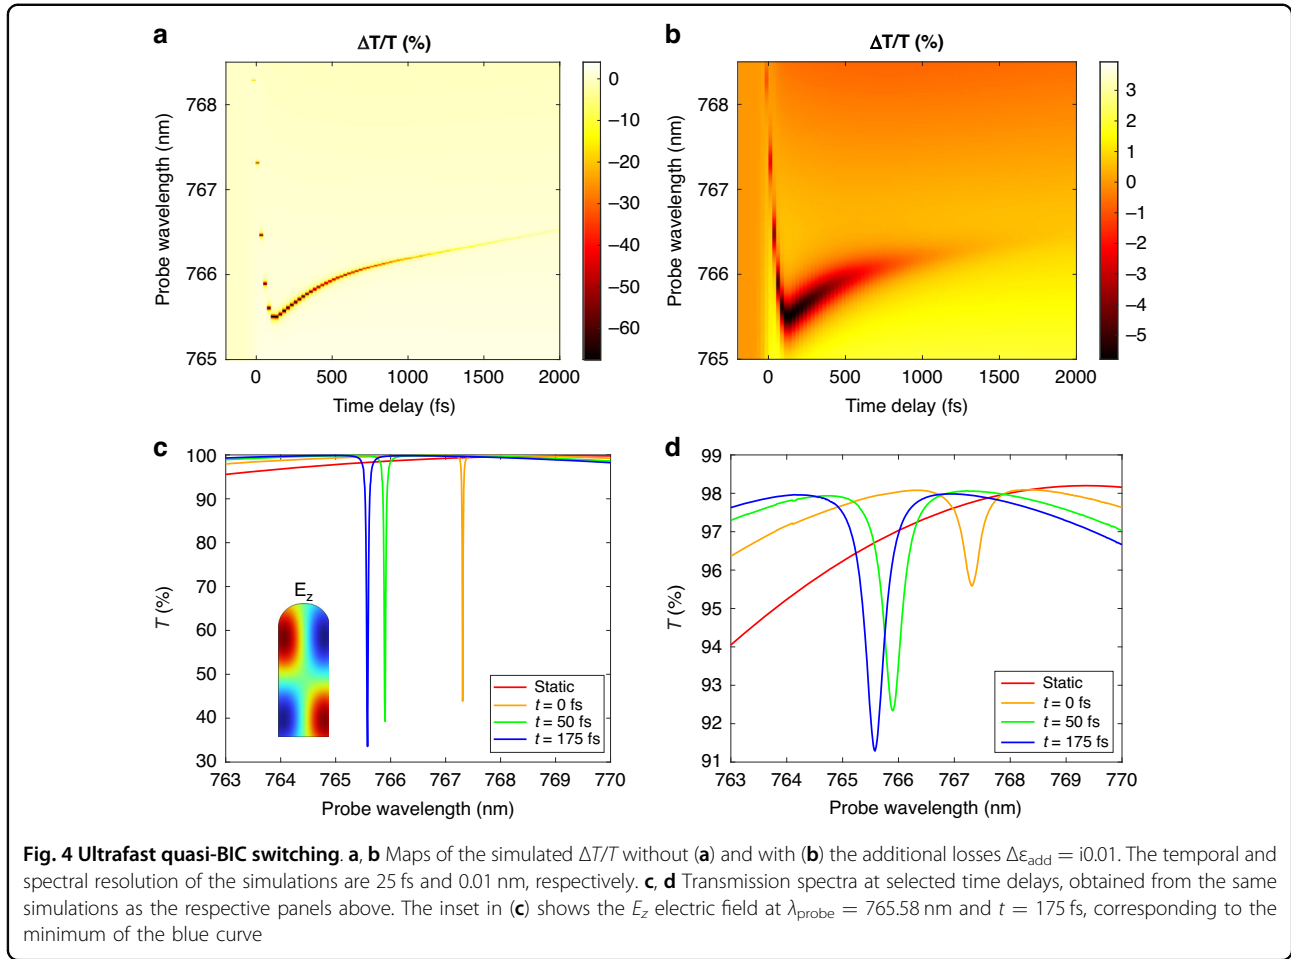 a
ΔT/T (%)
768
767
766
765
Probe wavelength (nm)
0
500
1000
1500
2000
Time delay (fs)
0
−10
−20
−30
−40
−50
−60
b
ΔT/T (%)
768
767
766
765
Probe wavelength (nm)
0
500
1000
1500
2000
Time delay (fs)
3
2
1
0
−1
−2
−3
−4
−5
c
100
90
80
70
60
50
40
30
T (%)
E_z
Static
t = 0 fs
t = 50 fs
t = 175 fs
763 764 765 766 767 768 769 770
Probe wavelength (nm)
d
99
98
97
96
95
94
93
92
91
T (%)
Static
t = 0 fs
t = 50 fs
t = 175 fs
763 764 765 766 767 768 769 770
Probe wavelength (nm)
Fig. 4 Ultrafast quasi-BIC switching. a, b Maps of the simulated ΔT/T without (a) and with (b) the additional losses Δε_add = i0.01. The temporal and
spectral resolution of the simulations are 25 fs and 0.01 nm, respectively. c, d Transmission spectra at selected time delays, obtained from the same
simulations as the respective panels above. The inset in (c) shows the E_z electric field at λ_probe = 765.58 nm and t = 175 fs, corresponding to the
minimum of the blue curve